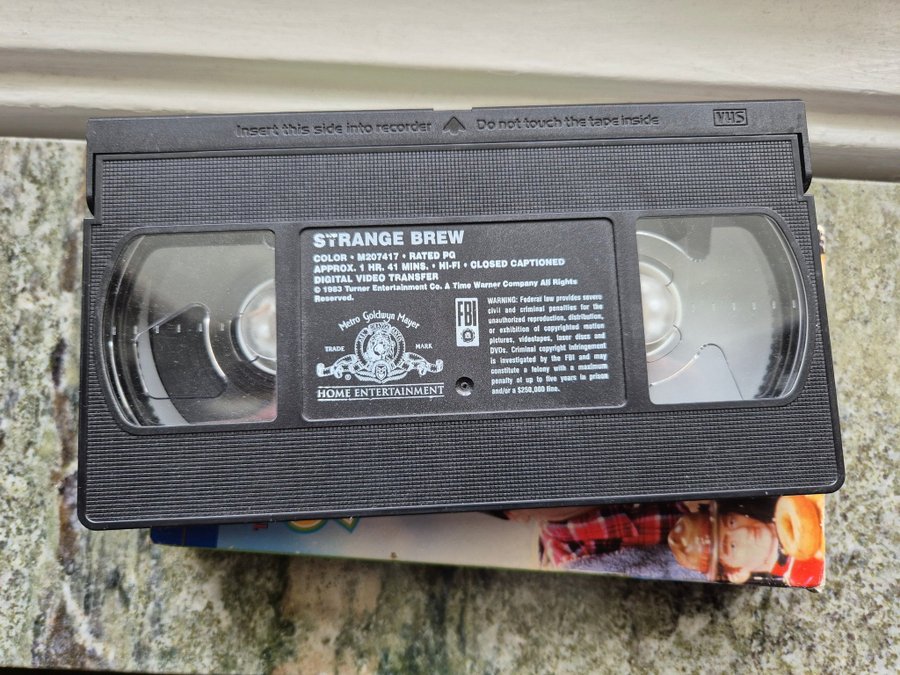 Insert this side into recorder Do not touch the tape inside VHS
STRANGE BREW
COLOR • M207417 • RATED PG
APPROX. 1 HR. 41 MINS. • HI-FI • CLOSED CAPTIONED
DIGITAL VIDEO TRANSFER
© 1983 Turner Entertainment Co. A Time Warner Company All Rights
Reserved.
Metro Goldwyn Mayer
TRADE MARK
HOME ENTERTAINMENT
FBI
WARNING: Federal law provides severe
civil and criminal penalties for the
unauthorized reproduction, distribution,
or exhibition of copyrighted motion
pictures, videotapes, laser discs and
DVDs. Criminal copyright infringement
is investigated by the FBI and may
constitute a felony with a maximum
penalty of up to five years in prison
and/or a $250,000 fine.